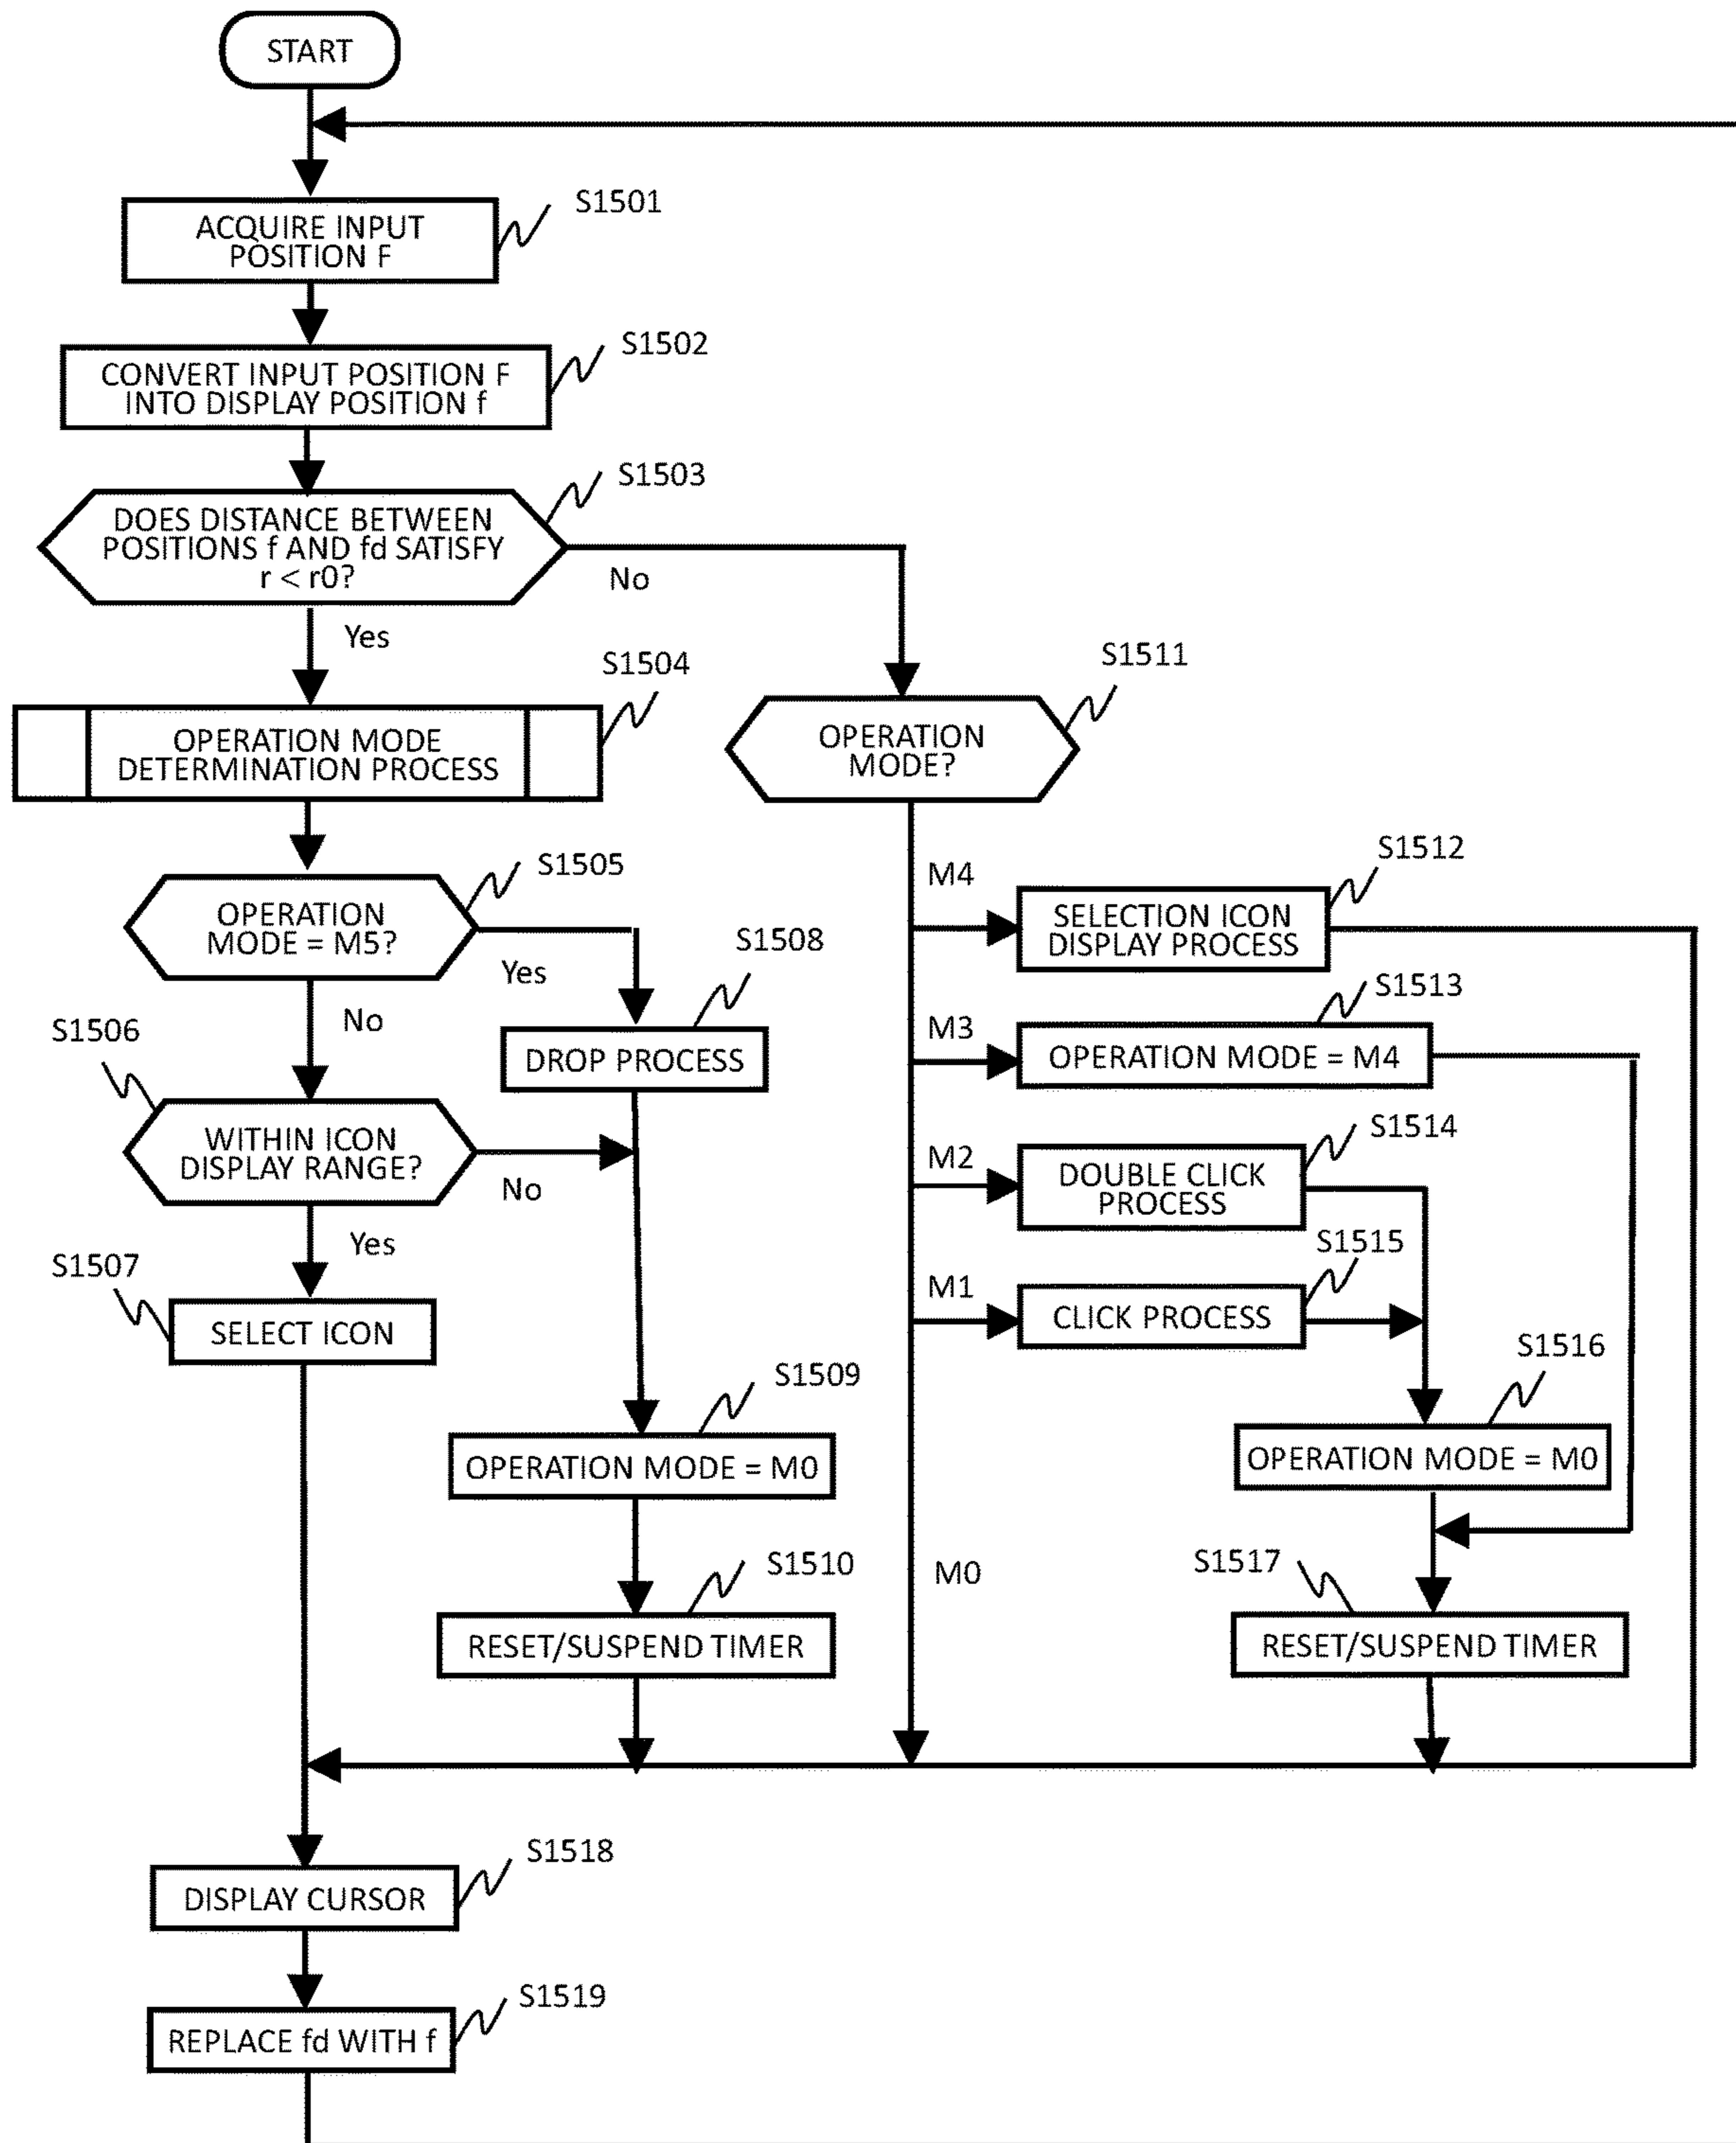 START
S1501
ACQUIRE INPUT
POSITION F
S1502
CONVERT INPUT POSITION F
INTO DISPLAY POSITION f
S1503
DOES DISTANCE BETWEEN
POSITIONS f AND fd SATISFY
r < r0?
No
Yes
S1504
OPERATION MODE
DETERMINATION PROCESS
S1505
OPERATION
MODE = M5?
Yes
No
S1506
WITHIN ICON
DISPLAY RANGE?
No
Yes
S1507
SELECT ICON
S1508
DROP PROCESS
S1509
OPERATION MODE = M0
S1510
RESET/SUSPEND TIMER
S1511
OPERATION
MODE?
M4
S1512
SELECTION ICON
DISPLAY PROCESS
M3
S1513
OPERATION MODE = M4
M2
S1514
DOUBLE CLICK
PROCESS
M1
S1515
CLICK PROCESS
S1516
OPERATION MODE = M0
M0
S1517
RESET/SUSPEND TIMER
S1518
DISPLAY CURSOR
S1519
REPLACE fd WITH f